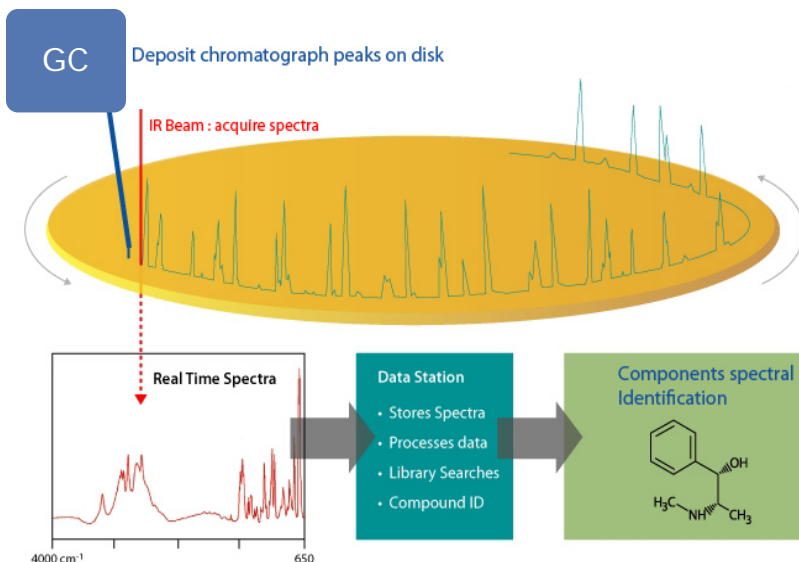 GC
Deposit chromatograph peaks on disk
IR Beam : acquire spectra
Real Time Spectra
4000 cm⁻¹
650
Data Station
• Stores Spectra
• Processes data
• Library Searches
• Compound ID
Components spectral
Identification
OH
H₃C
NH
CH₃